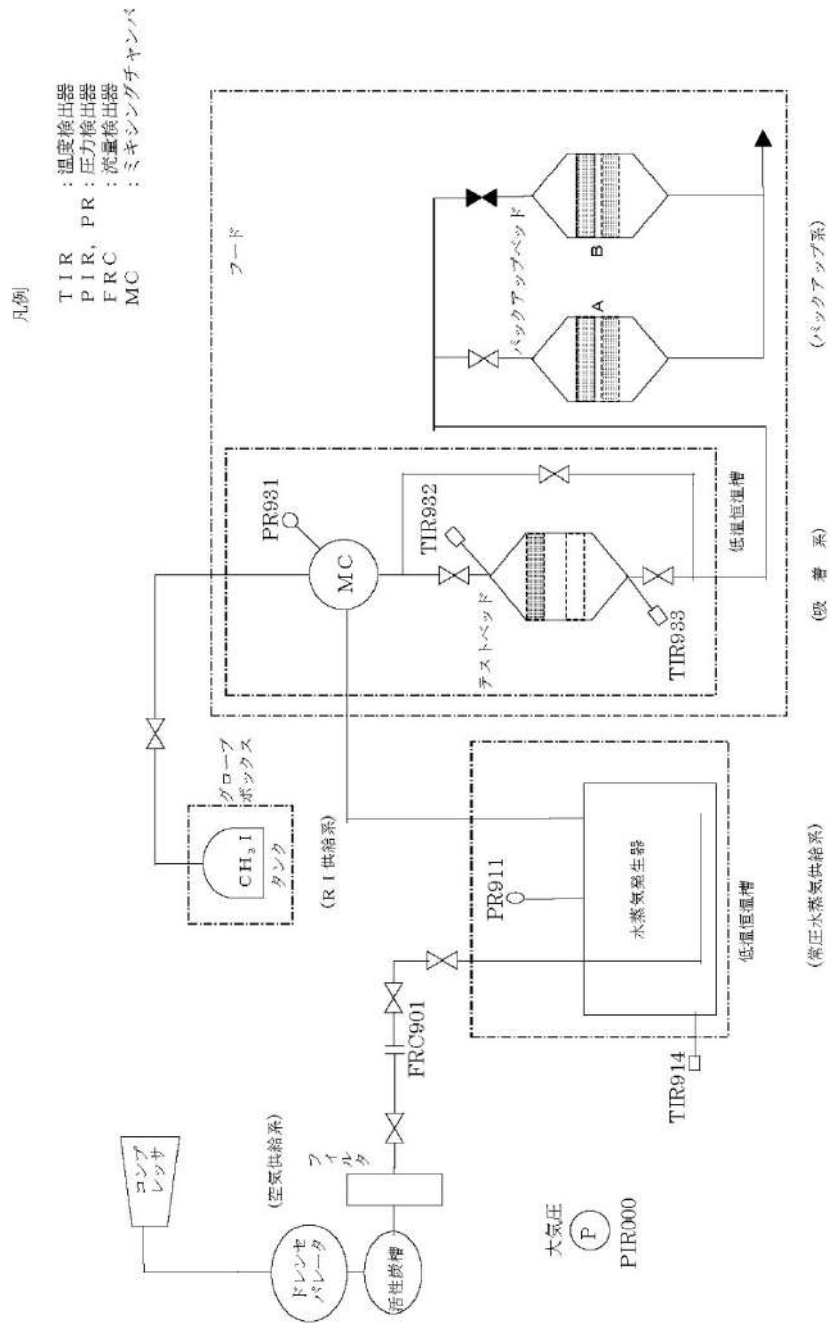 凡例
TIR : 温度検出器
PIR, PR : 圧力検出器
FRC : 流量検出器
MC : ミキシングチャンバ
コンプ
レッサ
ドレンセ
パレータ
活性炭槽
フィル
タ
(空気供給系)
大気圧
P
PIR000
FRC901
TIR914
PR911
水蒸気発生器
低温恒温槽
(常圧水蒸気供給系)
グローブ
ボックス
CH₃I
タンク
(RI供給系)
フード
PR931
MC
TIR932
テストベッド
TIR933
低温恒温槽
(吸着系)
バックアップベッド
A
B
(バックアップ系)